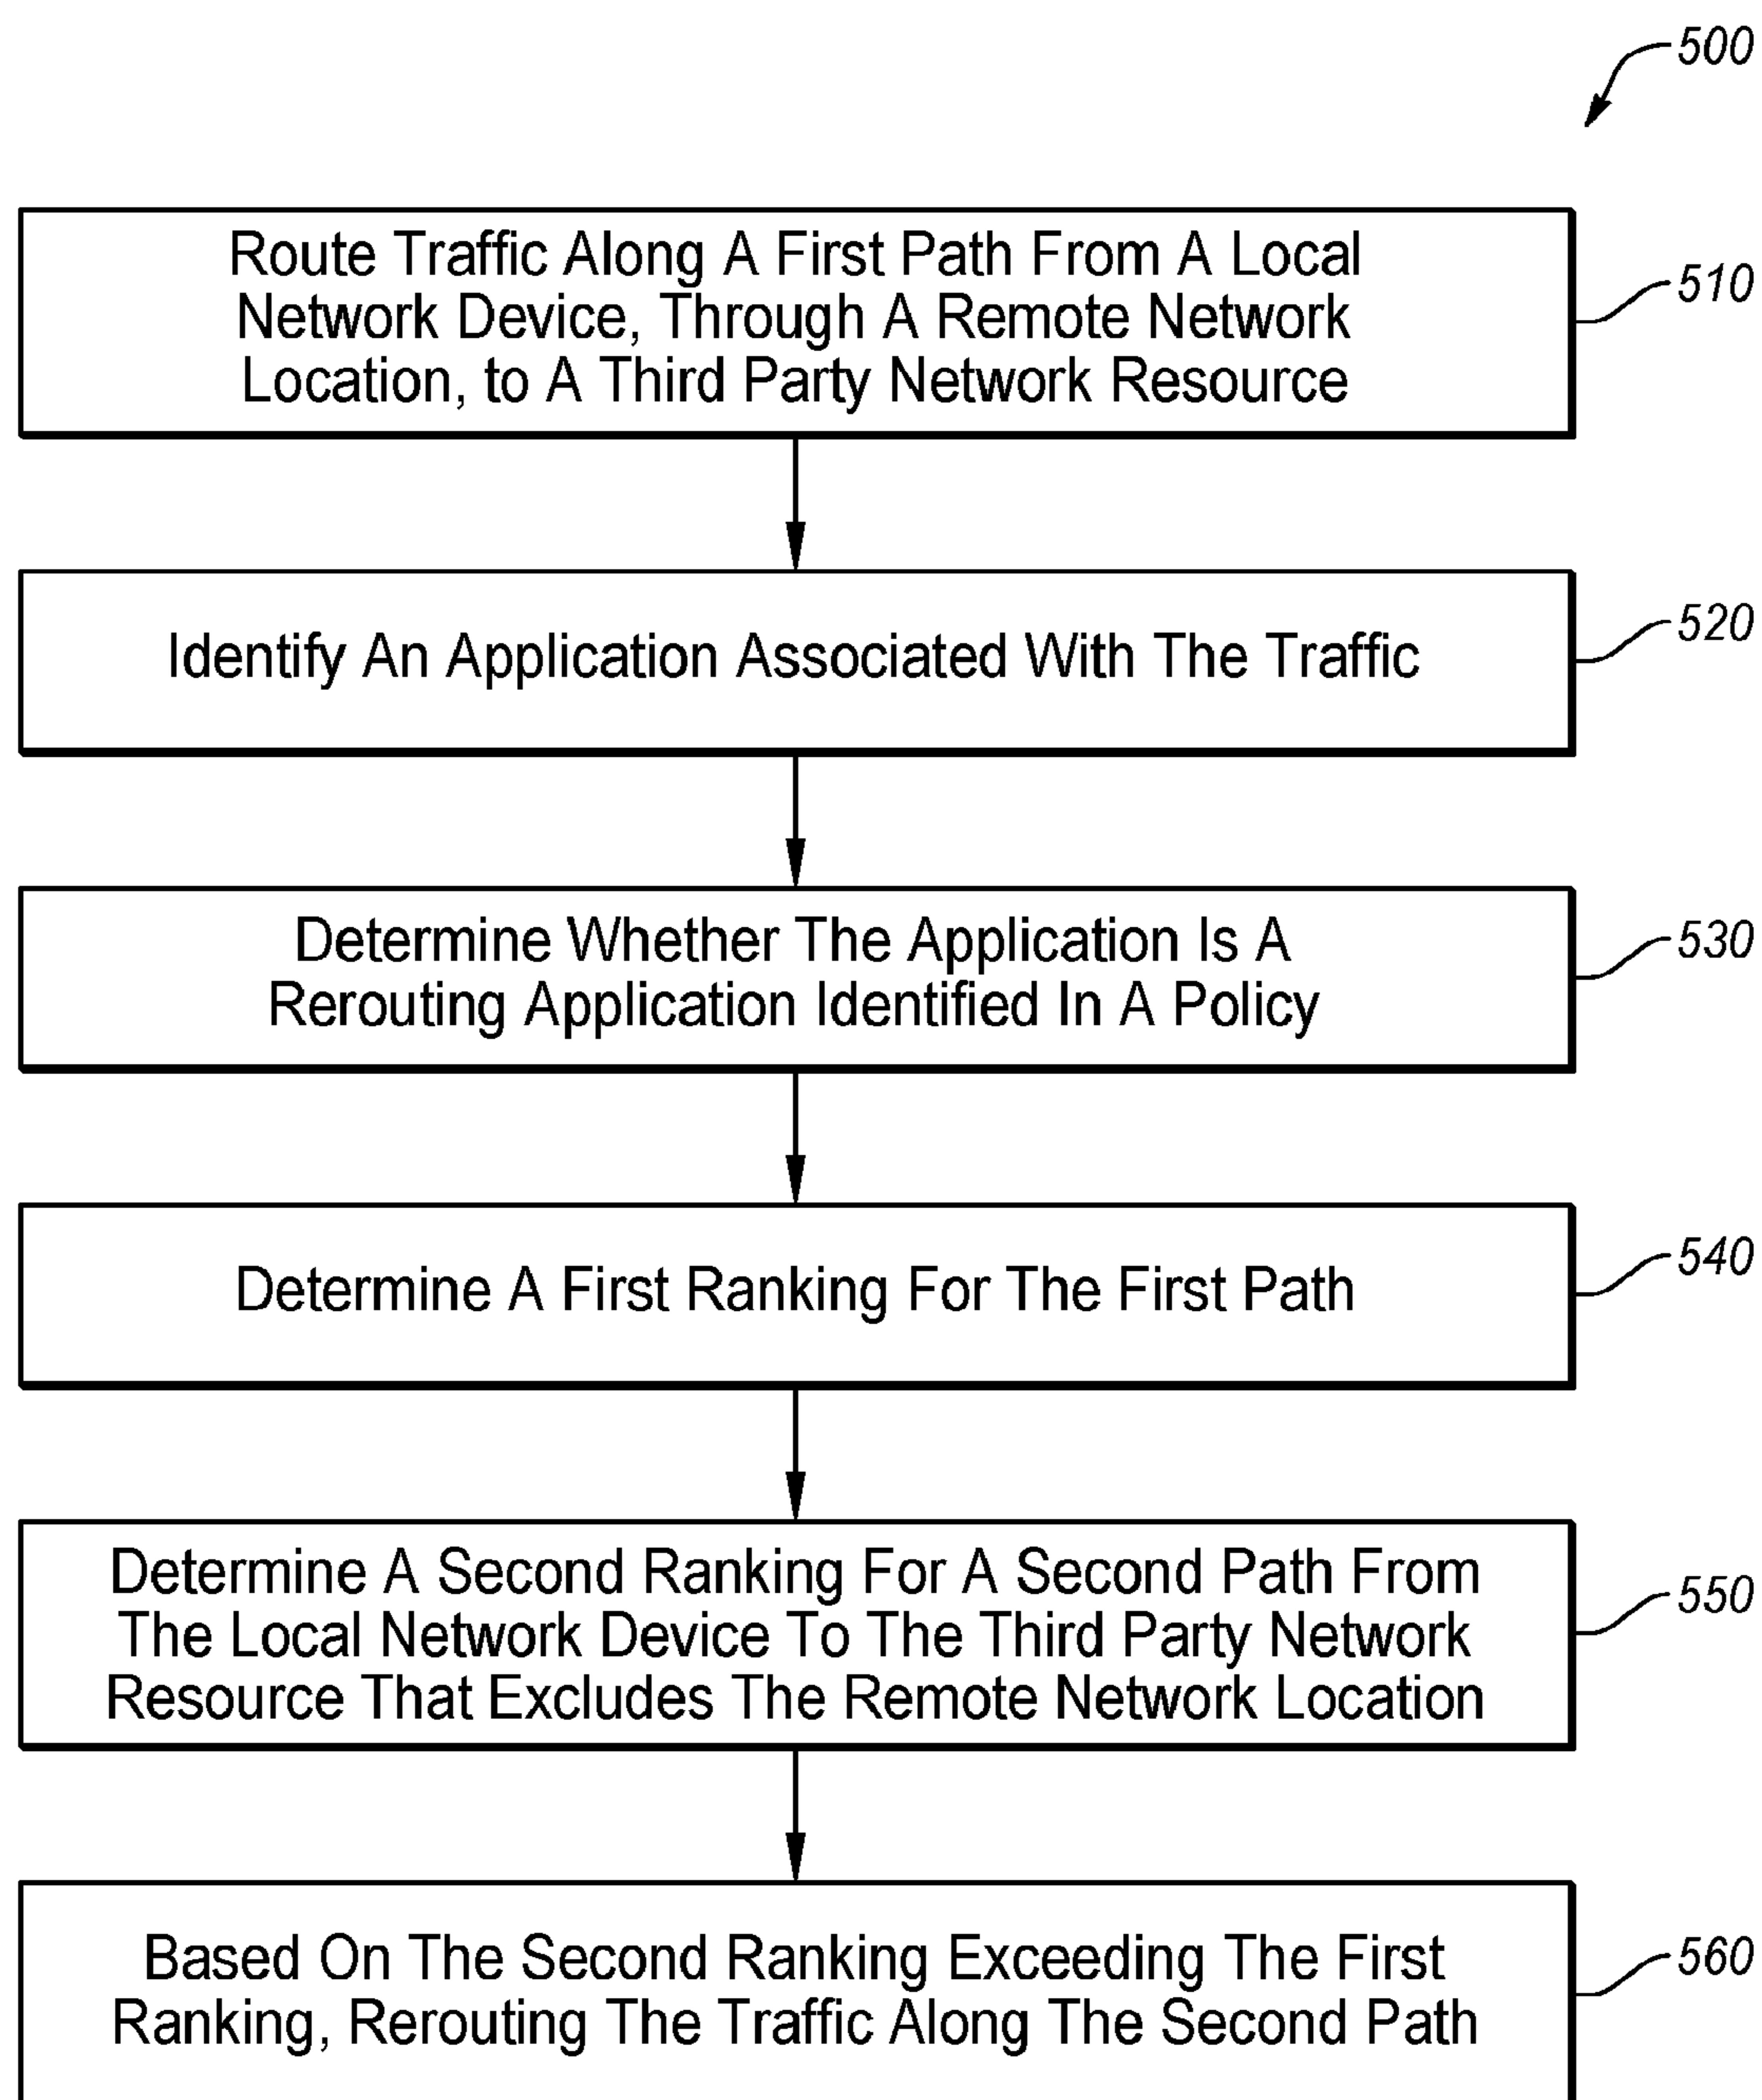 500
Route Traffic Along A First Path From A Local
Network Device, Through A Remote Network
Location, to A Third Party Network Resource
510
Identify An Application Associated With The Traffic
520
Determine Whether The Application Is A
Rerouting Application Identified In A Policy
530
Determine A First Ranking For The First Path
540
Determine A Second Ranking For A Second Path From
The Local Network Device To The Third Party Network
Resource That Excludes The Remote Network Location
550
Based On The Second Ranking Exceeding The First
Ranking, Rerouting The Traffic Along The Second Path
560